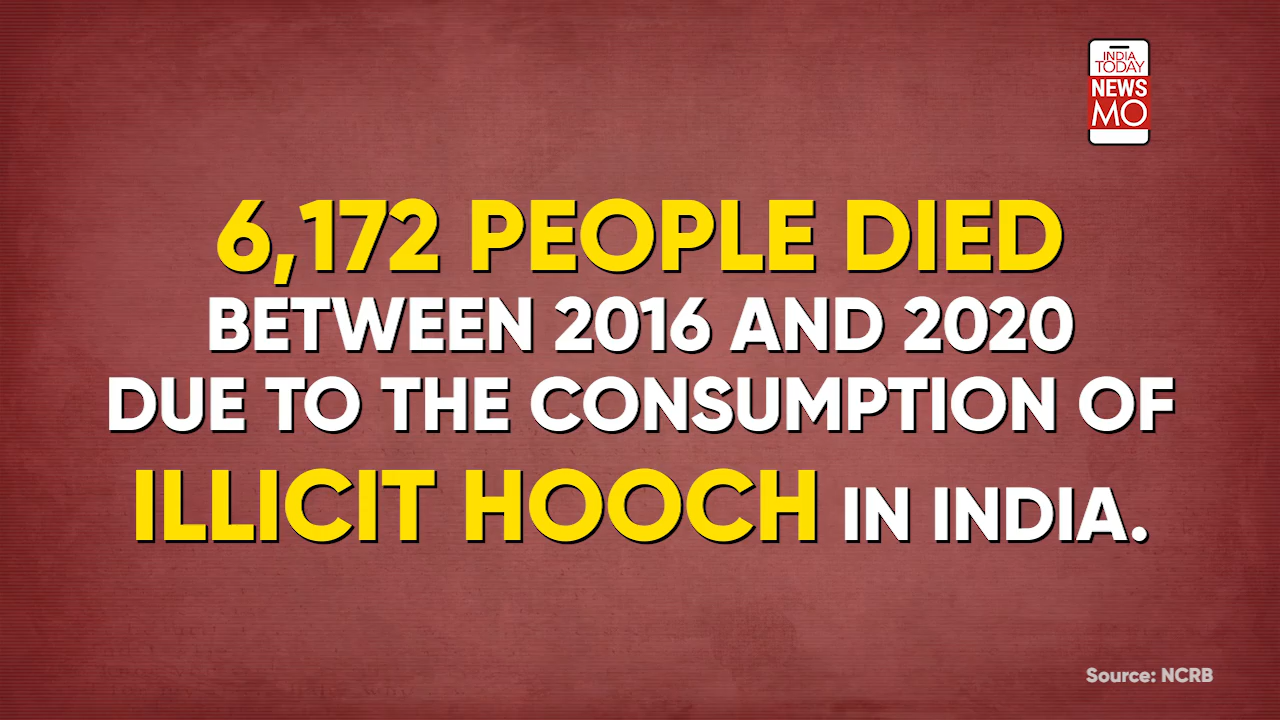 INDIA
TODAY
NEWS
MO
6,172 PEOPLE DIED
BETWEEN 2016 AND 2020
DUE TO THE CONSUMPTION OF
ILLICIT HOOCH IN INDIA.
Source: NCRB